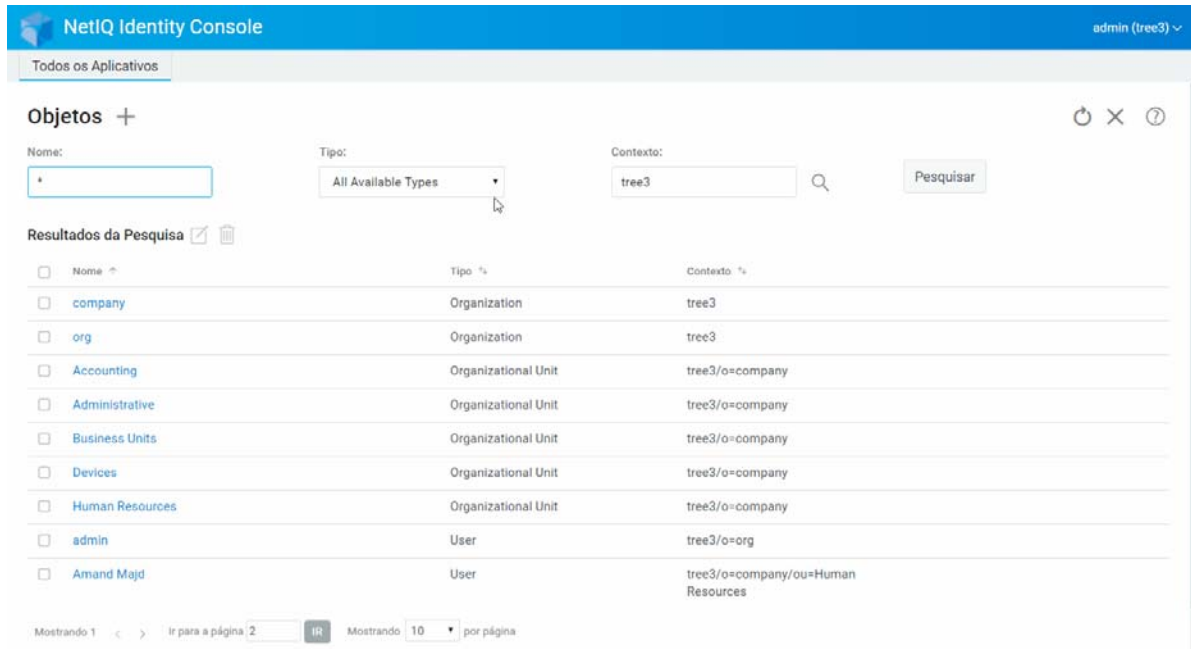 NetIQ Identity Console
admin (tree3)
Todos os Aplicativos
Objetos
Nome:
Tipo:
Contexto:
*
All Available Types
tree3
Pesquisar
Resultados da Pesquisa
Nome Tipo Contexto
company Organization tree3
org Organization tree3
Accounting Organizational Unit tree3/o=company
Administrative Organizational Unit tree3/o=company
Business Units Organizational Unit tree3/o=company
Devices Organizational Unit tree3/o=company
Human Resources Organizational Unit tree3/o=company
admin User tree3/o=org
Amand Majd User tree3/o=company/ou=Human
Resources
Mostrando 1 Ir para a página 2 IR Mostrando 10 por página